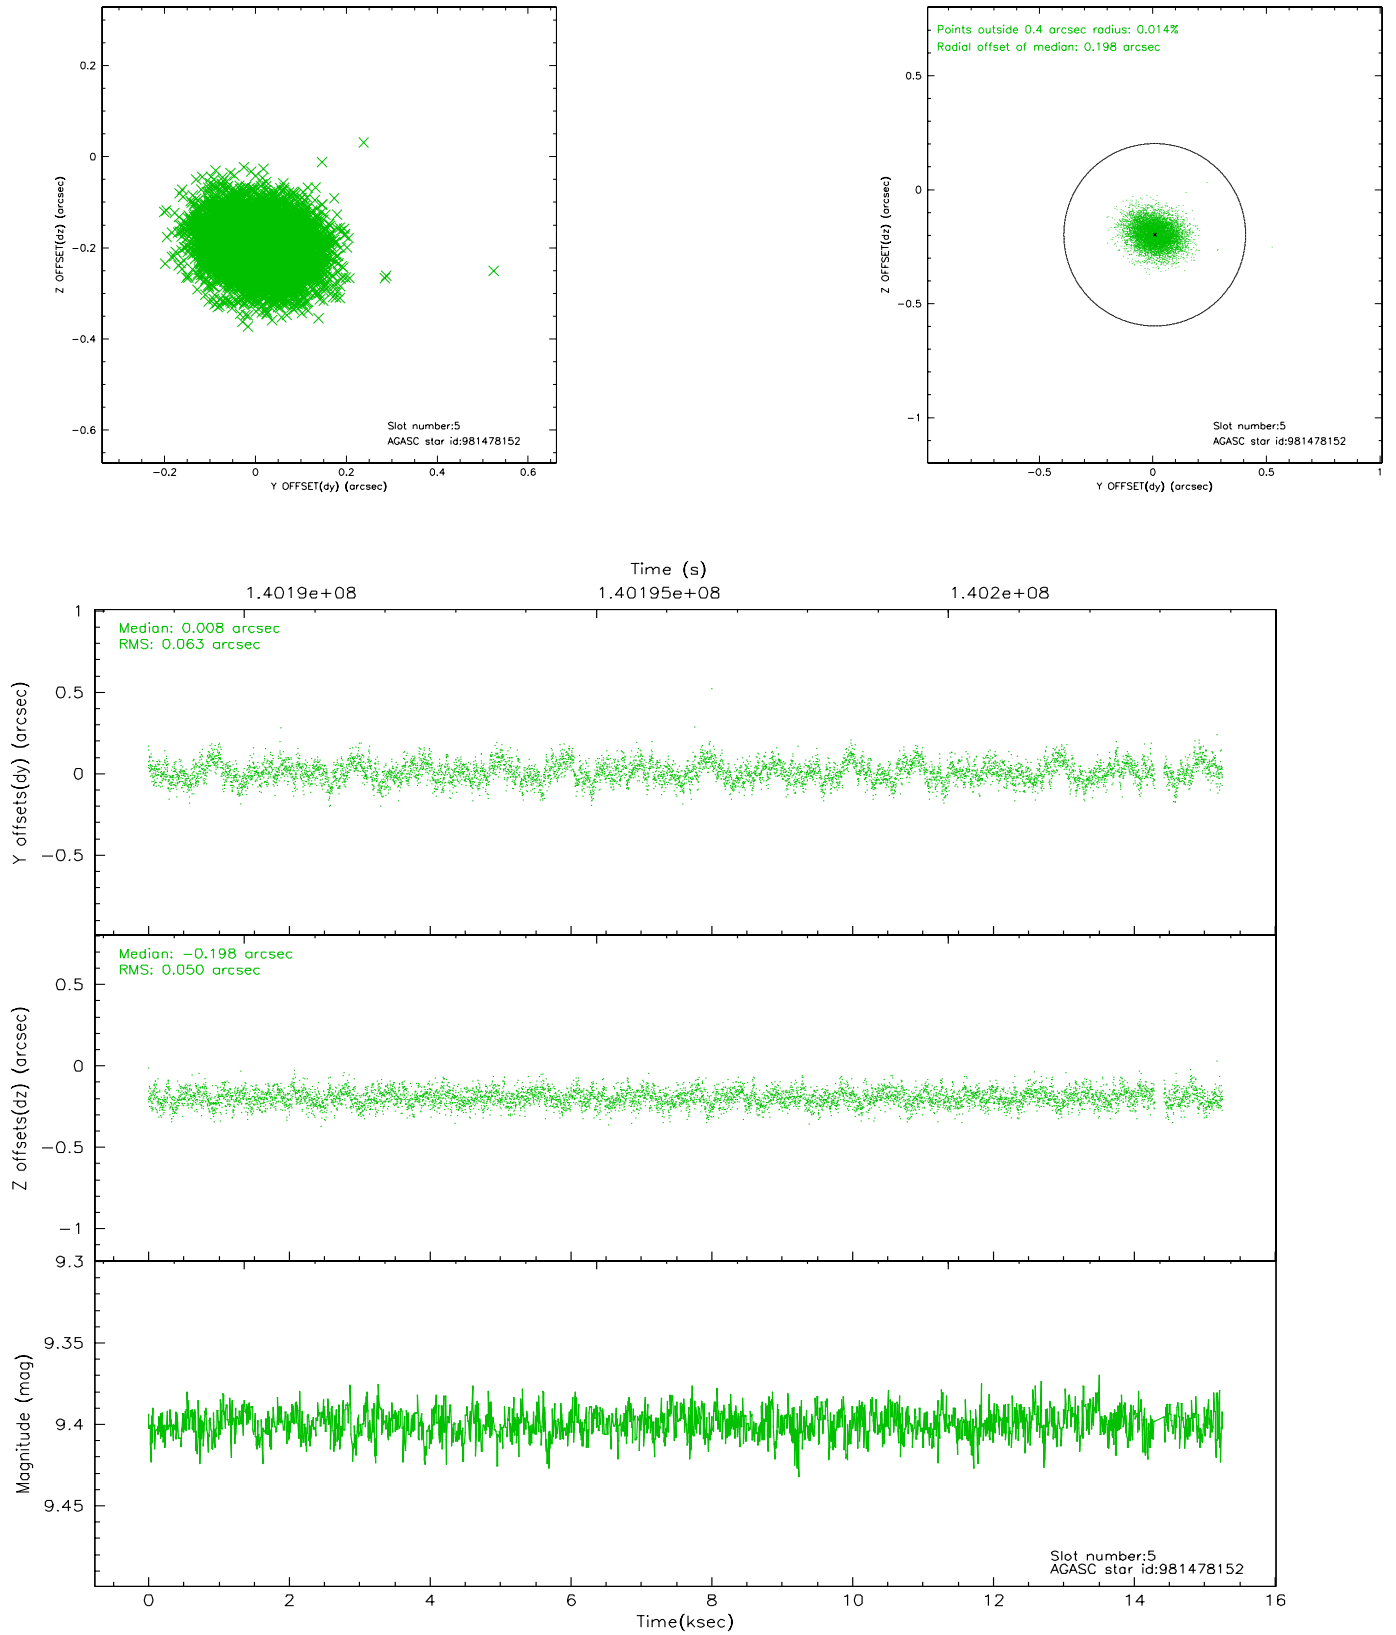 0.2
0
−0.2
−0.4
−0.6
Z OFFSET(dz) (arcsec)
Slot number:5
AGASC star id:981478152
−0.2
0
0.2
0.4
0.6
Y OFFSET(dy) (arcsec)
Points outside 0.4 arcsec radius: 0.014%
Radial offset of median: 0.198 arcsec
0.5
0
−0.5
−1
Z OFFSET(dz) (arcsec)
Slot number:5
AGASC star id:981478152
−0.5
0
0.5
1
Y OFFSET(dy) (arcsec)
Time (s)
1.4019e+08
1.40195e+08
1.402e+08
Median: 0.008 arcsec
RMS: 0.063 arcsec
1
0.5
0
−0.5
Y offsets(dy) (arcsec)
Median: −0.198 arcsec
RMS: 0.050 arcsec
0.5
0
−0.5
−1
Z offsets(dz) (arcsec)
9.3
9.35
9.4
9.45
Magnitude (mag)
Slot number:5
AGASC star id:981478152
0
2
4
6
8
10
12
14
16
Time(ksec)